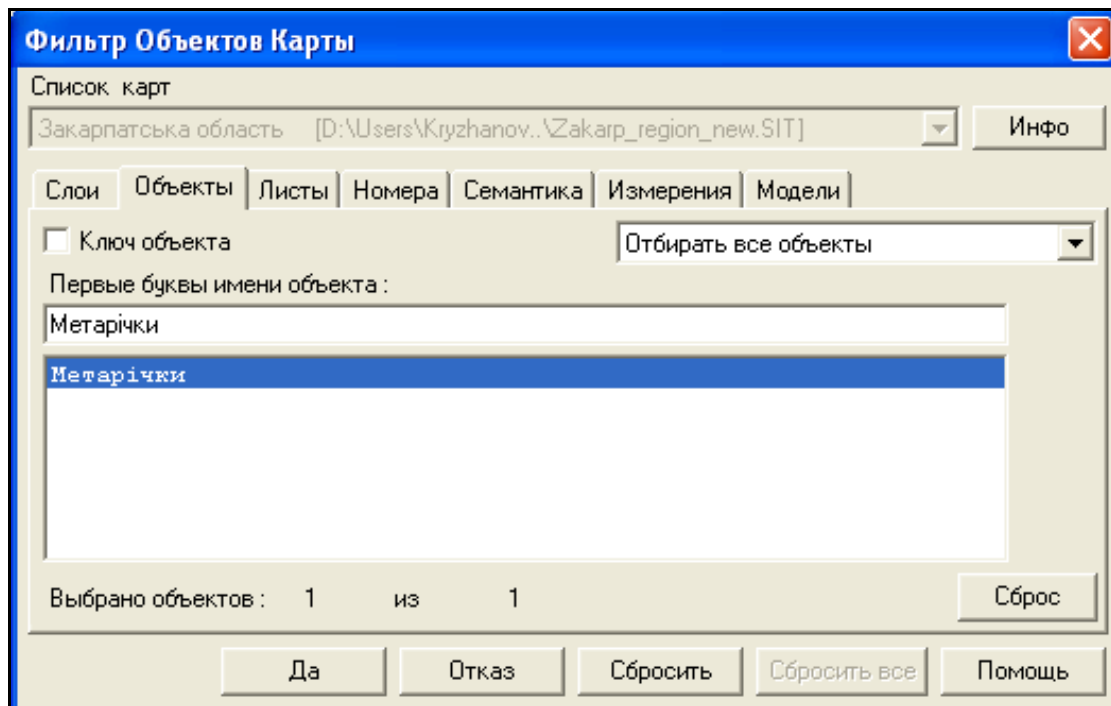 Фильтр Объектов Карты
Список карт
Закарпатська область [D:\Users\Kryzhanov..\Zakarp_region_new.SIT] Инфо
Слои Объекты Листы Номера Семантика Измерения Модели
Ключ объекта Отбирать все объекты
Первые буквы имени объекта :
Метарічки
Метарічки
Выбрано объектов : 1 из 1 Сброс
Да Отказ Сбросить Сбросить все Помощь